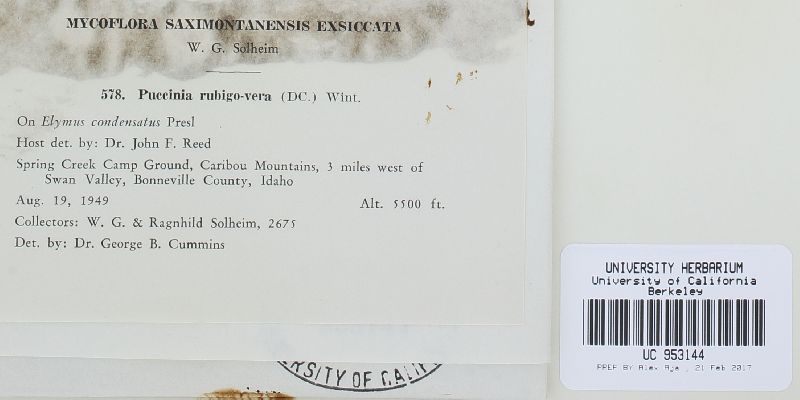 MYCOFLORA SAXIMONTANENSIS EXSICCATA
W. G. Solheim
578. Puccinia rubigo-vera (DC.) Wint.
On Elymus condensatus Presl
Host det. by: Dr. John F. Reed
Spring Creek Camp Ground, Caribou Mountains, 3 miles west of
Swan Valley, Bonneville County, Idaho
Aug. 19, 1949 Alt. 5500 ft.
Collectors: W. G. & Ragnhild Solheim, 2675
Det. by: Dr. George B. Cummins
UNIVERSITY HERBARIUM
University of California
Berkeley
UC 953144
PREP BY Alex , 21 Feb 2017
OF